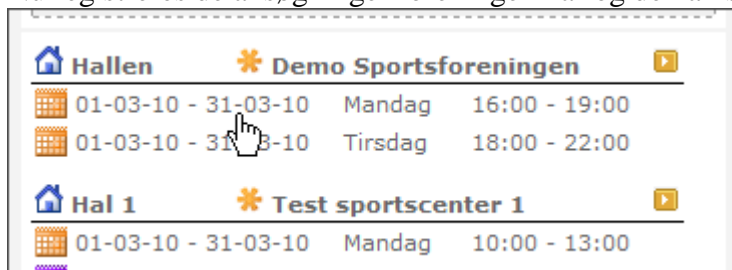 Hallen Demo Sportsforeningen
01-03-10 - 31-03-10 Mandag 16:00 - 19:00
01-03-10 - 31-03-10 Tirsdag 18:00 - 22:00
Hal 1 Test sportscenter 1
01-03-10 - 31-03-10 Mandag 10:00 - 13:00